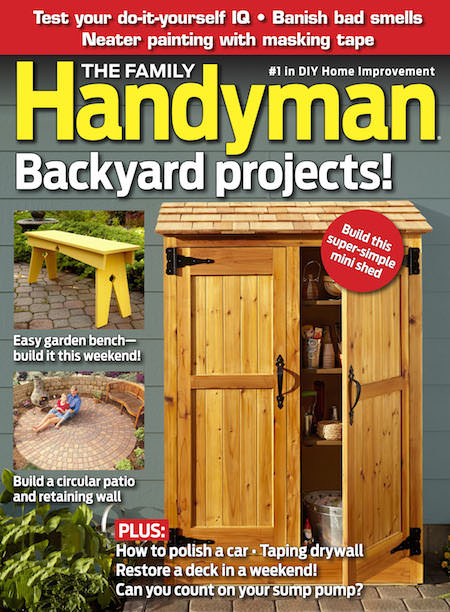 Test your do-it-yourself IQ • Banish bad smells
Neater painting with masking tape
THE FAMILY
#1 in DIY Home Improvement
Handyman®
Backyard projects!
Build this
super-simple
mini shed
Easy garden bench—
build it this weekend!
Build a circular patio
and retaining wall
PLUS:
How to polish a car • Taping drywall
Restore a deck in a weekend!
Can you count on your sump pump?